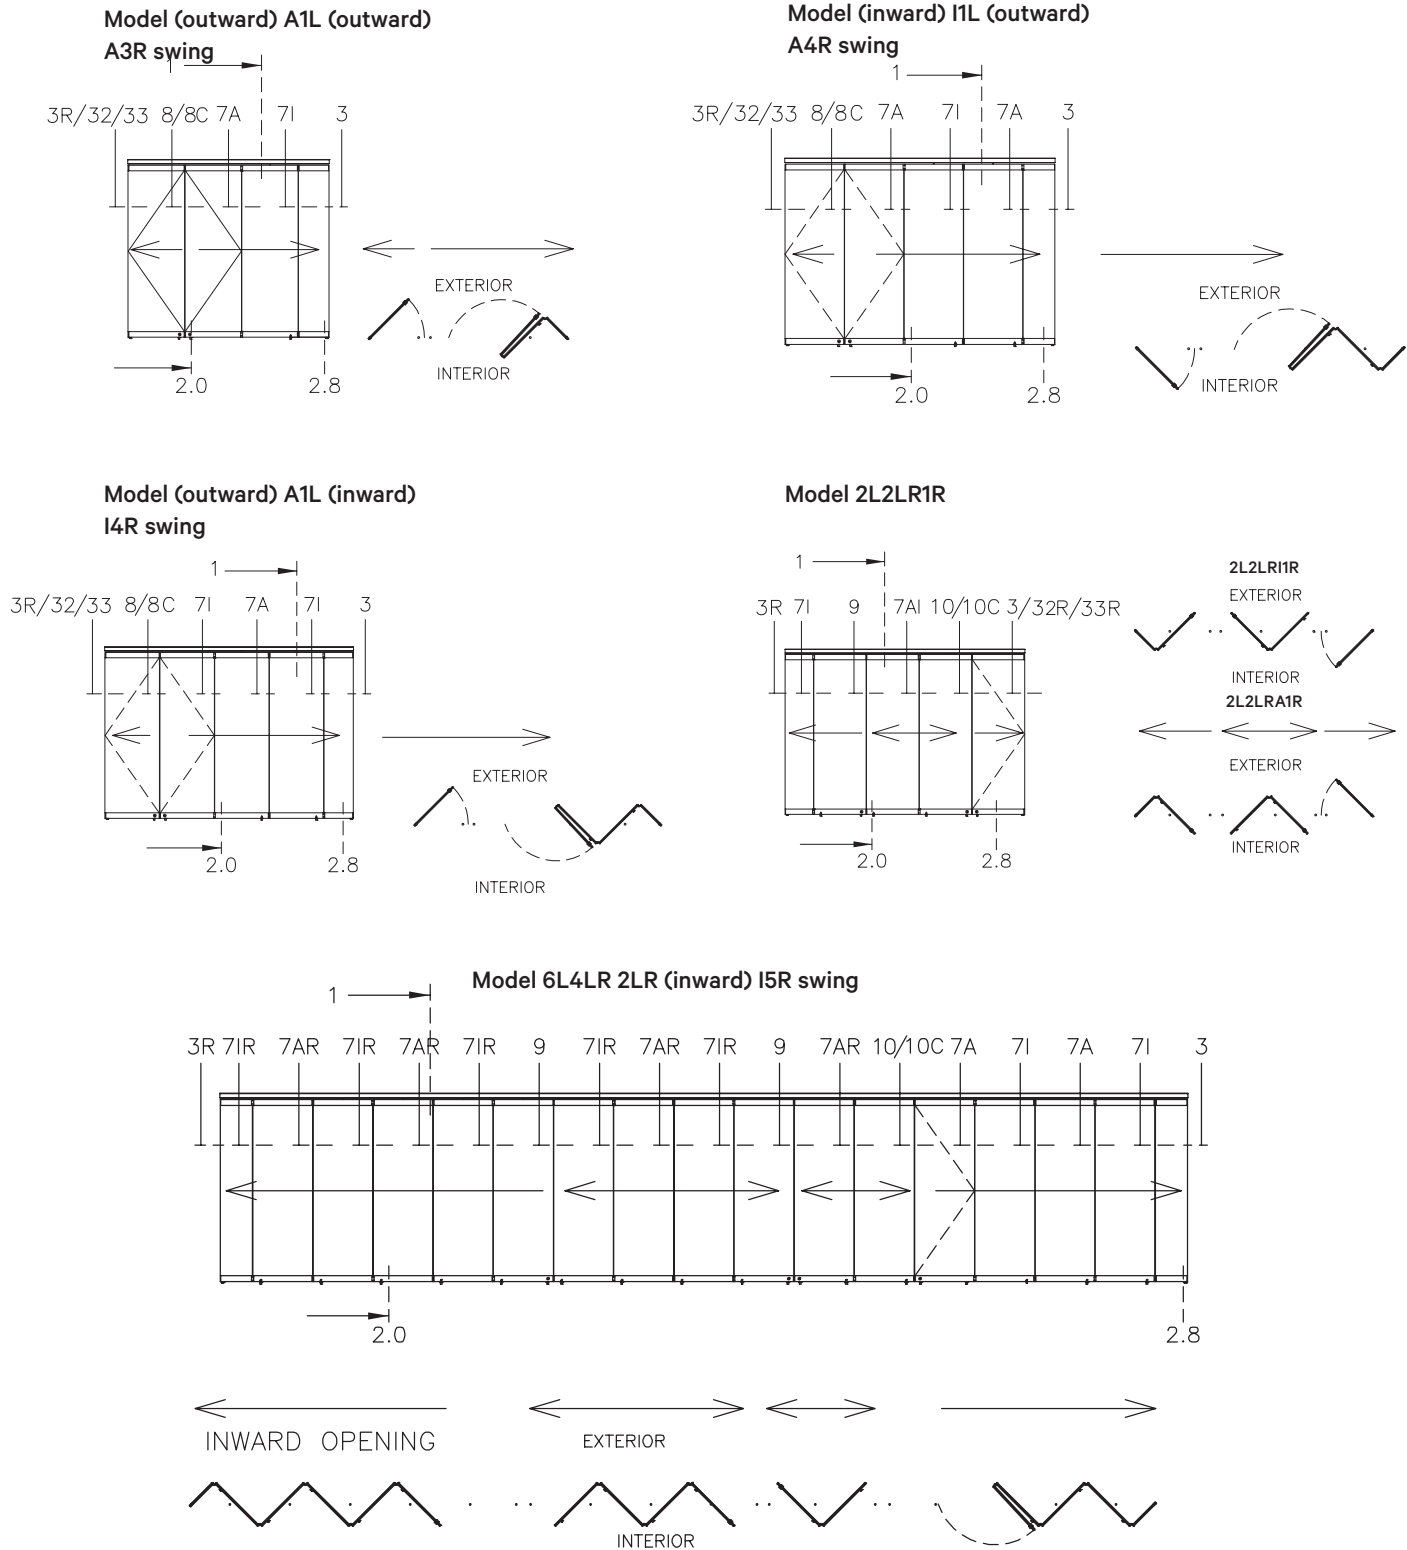 Model (outward) A1L (outward)
A3R swing
1
3R/32/33 8/8C 7A 7I 3
EXTERIOR
INTERIOR
2.0 2.8
Model (inward) I1L (outward)
A4R swing
1
3R/32/33 8/8C 7A 7I 7A 3
EXTERIOR
INTERIOR
2.0 2.8
Model (outward) A1L (inward)
I4R swing
1
3R/32/33 8/8C 7I 7A 7I 3
EXTERIOR
2.0 2.8
INTERIOR
Model 2L2LR1R
1
3R 7I 9 7AI 10/10C 3/32R/33R
2L2LRI1R
EXTERIOR
INTERIOR
2L2LRA1R
EXTERIOR
INTERIOR
2.0 2.8
Model 6L4LR 2LR (inward) I5R swing
1
3R 7IR 7AR 7IR 7AR 7IR 9 7IR 7AR 7IR 9 7AR 10/10C 7A 7I 7A 7I 3
2.0 2.8
INWARD OPENING
EXTERIOR
INTERIOR